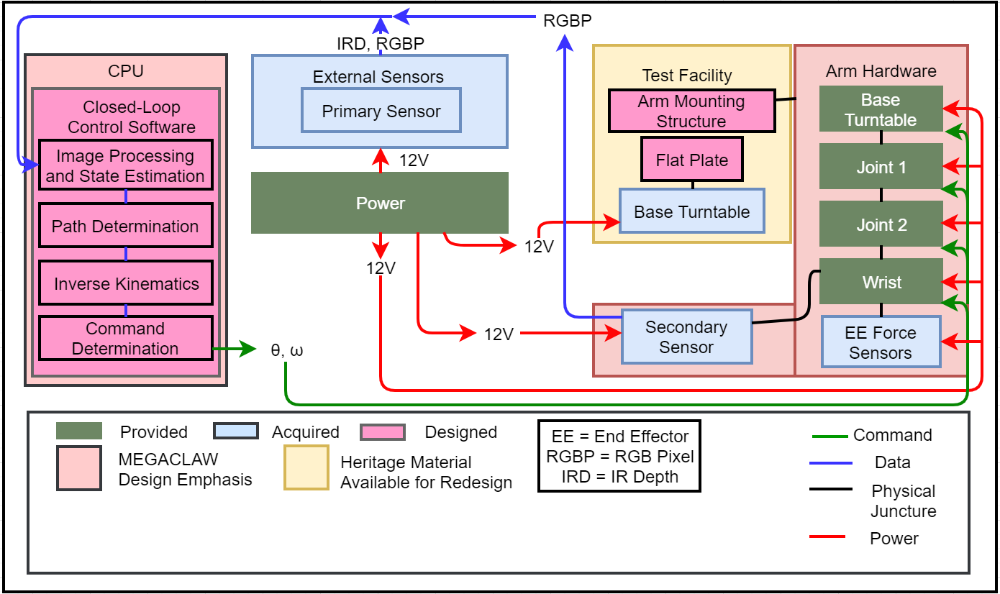 RGBP
IRD, RGBP
CPU
Closed-Loop
Control Software
Image Processing
and State Estimation
Path Determination
Inverse Kinematics
Command
Determination
θ, ω
External Sensors
Primary Sensor
12V
Power
12V
12V
12V
Test Facility
Arm Mounting
Structure
Flat Plate
Base Turntable
Secondary
Sensor
Arm Hardware
Base
Turntable
Joint 1
Joint 2
Wrist
EE Force
Sensors
Provided
Acquired
Designed
MEGACLAW
Design Emphasis
Heritage Material
Available for Redesign
EE = End Effector
RGBP = RGB Pixel
IRD = IR Depth
Command
Data
Physical
Juncture
Power